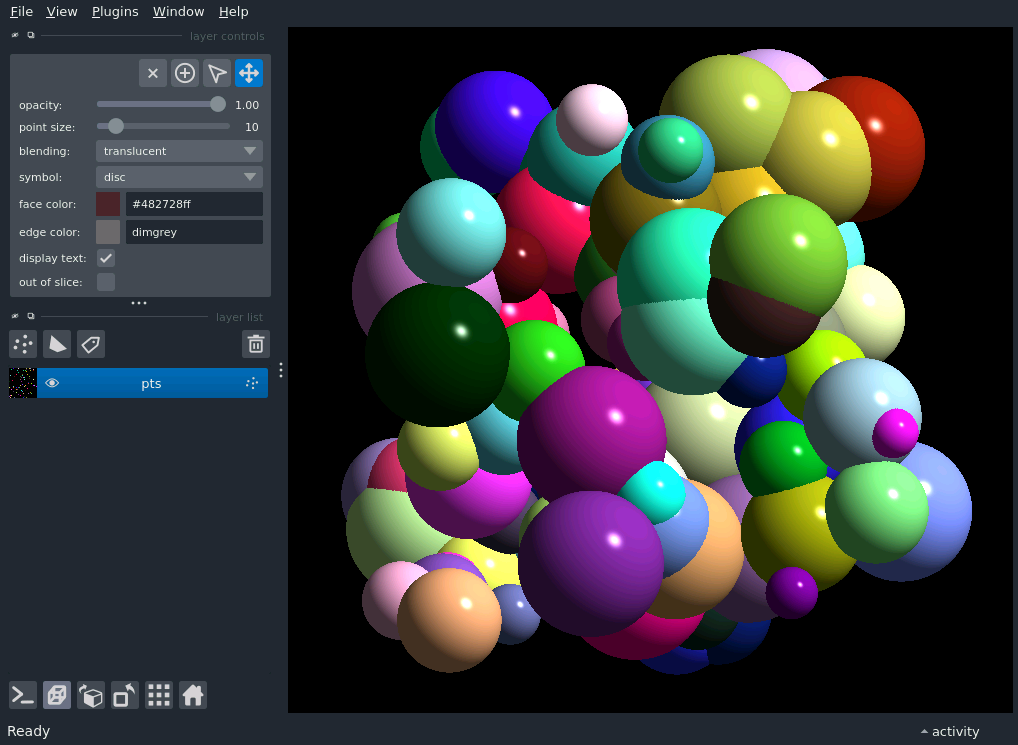 File View Plugins Window Help
layer controls
opacity: 1.00
point size: 10
blending: translucent
symbol: disc
face color: #482728ff
edge color: dimgrey
display text:
out of slice:
layer list
pts
Ready
activity